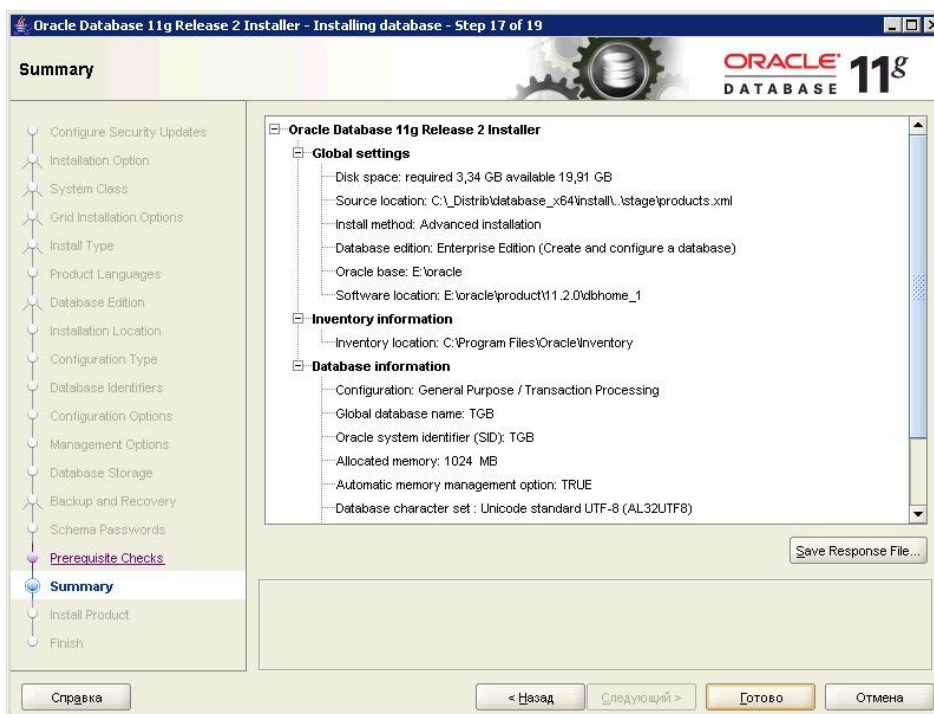 Oracle Database 11g Release 2 Installer - Installing database - Step 17 of 19
Summary
ORACLE
DATABASE
11g
Configure Security Updates
Installation Option
System Class
Grid Installation Options
Install Type
Product Languages
Database Edition
Installation Location
Configuration Type
Database Identifiers
Configuration Options
Management Options
Database Storage
Backup and Recovery
Schema Passwords
Prerequisite Checks
Summary
Install Product
Finish
Oracle Database 11g Release 2 Installer
Global settings
Disk space: required 3,34 GB available 19,91 GB
Source location: C:\_Distrib\database_x64\install\..\stage\products.xml
Install method: Advanced installation
Database edition: Enterprise Edition (Create and configure a database)
Oracle base: E:\oracle
Software location: E:\oracle\product\11.2.0\dbhome_1
Inventory information
Inventory location: C:\Program Files\Oracle\Inventory
Database information
Configuration: General Purpose / Transaction Processing
Global database name: TGB
Oracle system identifier (SID): TGB
Allocated memory: 1024 MB
Automatic memory management option: TRUE
Database character set : Unicode standard UTF-8 (AL32UTF8)
Save Response File...
Справка
< Назад
Следующий >
Готово
Отмена